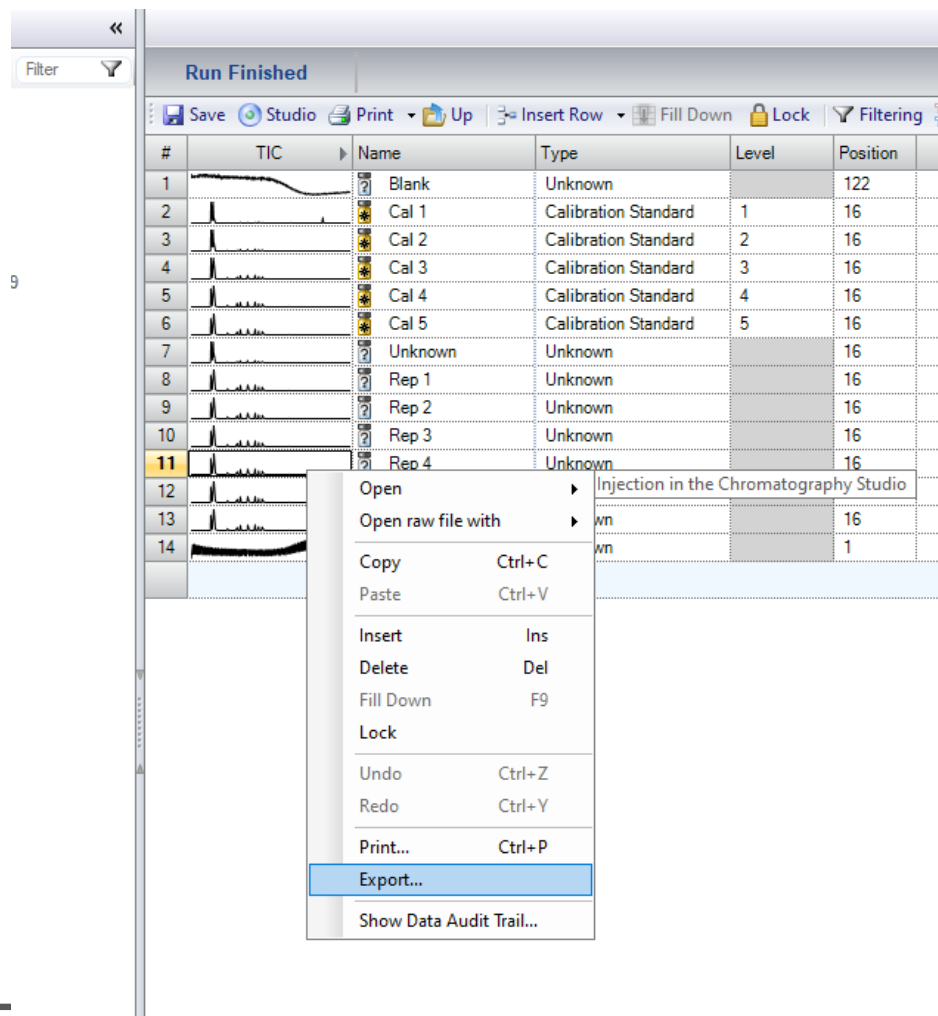 «
Filter
9
Run Finished
Save Studio Print Up Insert Row Fill Down Lock Filtering
# TIC Name Type Level Position
1 Blank Unknown 122
2 Cal 1 Calibration Standard 1 16
3 Cal 2 Calibration Standard 2 16
4 Cal 3 Calibration Standard 3 16
5 Cal 4 Calibration Standard 4 16
6 Cal 5 Calibration Standard 5 16
7 Unknown Unknown 16
8 Rep 1 Unknown 16
9 Rep 2 Unknown 16
10 Rep 3 Unknown 16
11 Rep 4 Unknown 16
12 Open Injection in the Chromatography Studio
13 Open raw file with wn 16
14 wn 1
Copy Ctrl+C
Paste Ctrl+V
Insert Ins
Delete Del
Fill Down F9
Lock
Undo Ctrl+Z
Redo Ctrl+Y
Print... Ctrl+P
Export...
Show Data Audit Trail...